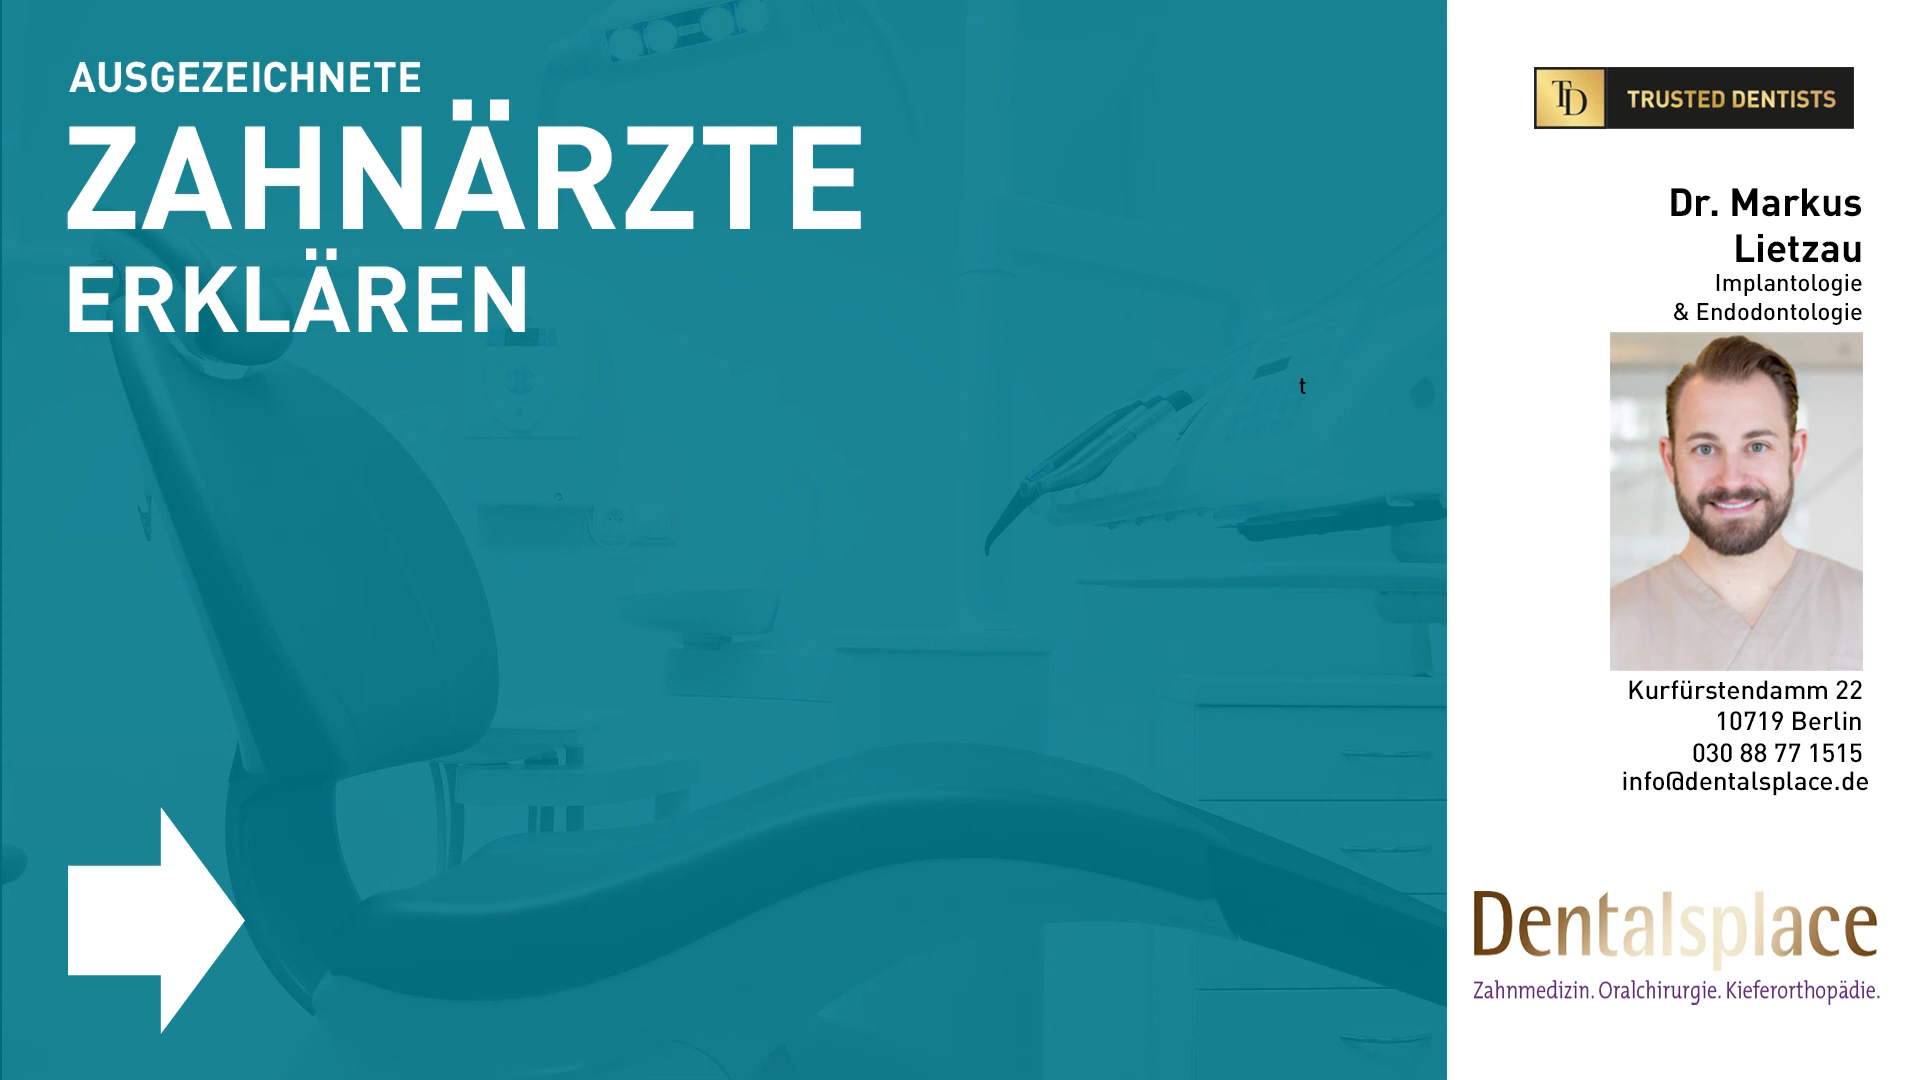 AUSGEZEICHNETE
ZAHNÄRZTE
ERKLÄREN
t
TD TRUSTED DENTISTS
Dr. Markus
Lietzau
Implantologie
& Endodontologie
Kurfürstendamm 22
10719 Berlin
030 88 77 1515
info@dentalsplace.de
Dentalsplace
Zahnmedizin. Oralchirurgie. Kieferorthopädie.